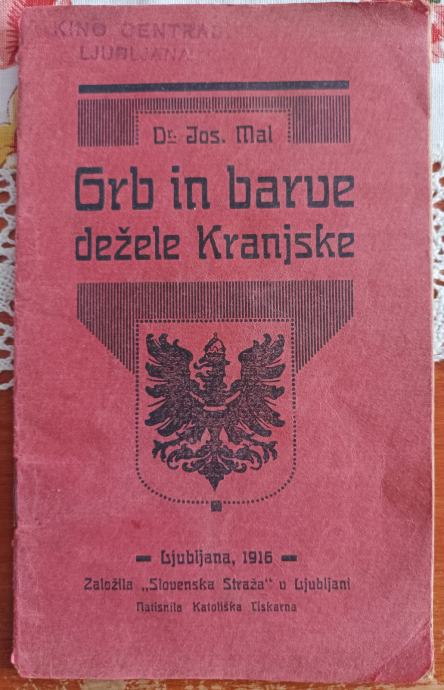 KINO CENTRAL
LJUBLJANA
Dr. Jos. Mal
Grb in barve
dežele Kranjske
Ljubljana, 1916
Založila „Slovenska Straža“ v Ljubljani
Natisnila Katoliška Tiskarna